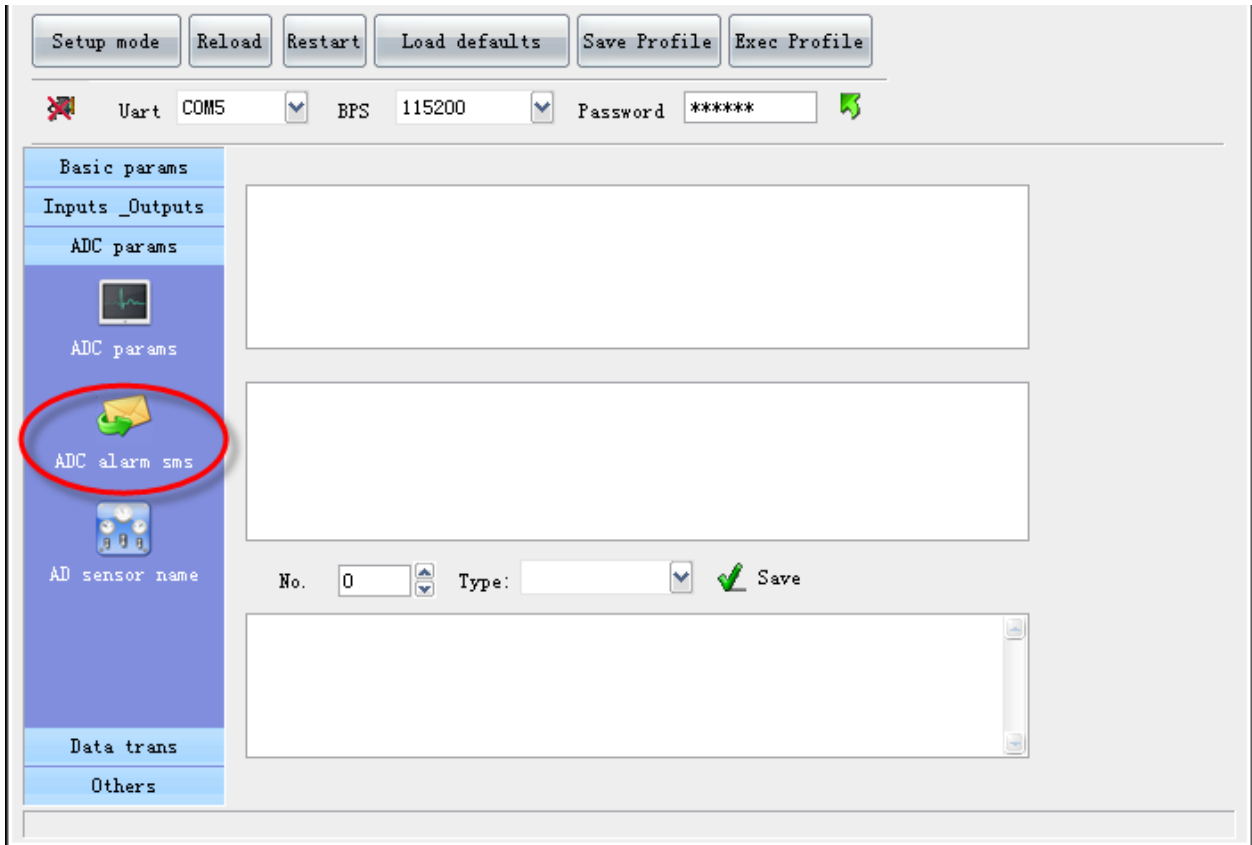 Setup mode Reload Restart Load defaults Save Profile Exec Profile
Uart COM5 BPS 115200 Password ******
Basic params
Inputs _Outputs
ADC params
ADC params
ADC alarm sms
AD sensor name
No. 0 Type: Save
Data trans
Others